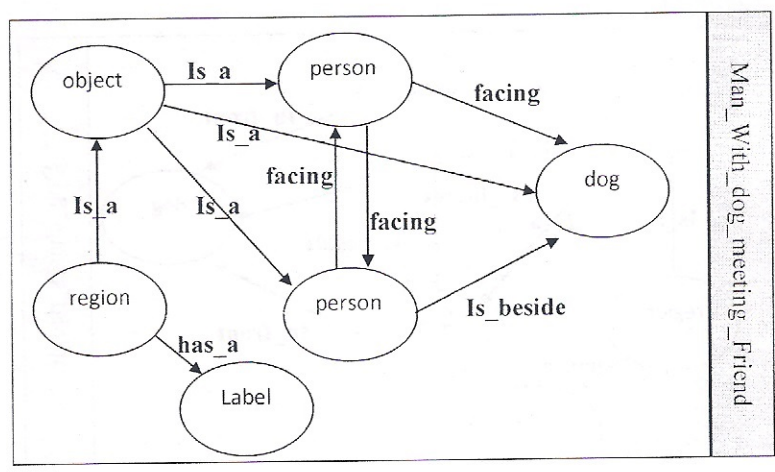 object
Is_a
person
facing
Is_a
dog
facing
Is_a
Is_a
facing
region
person
Is_beside
has_a
Label
Man_With_dog_meeting_Friend